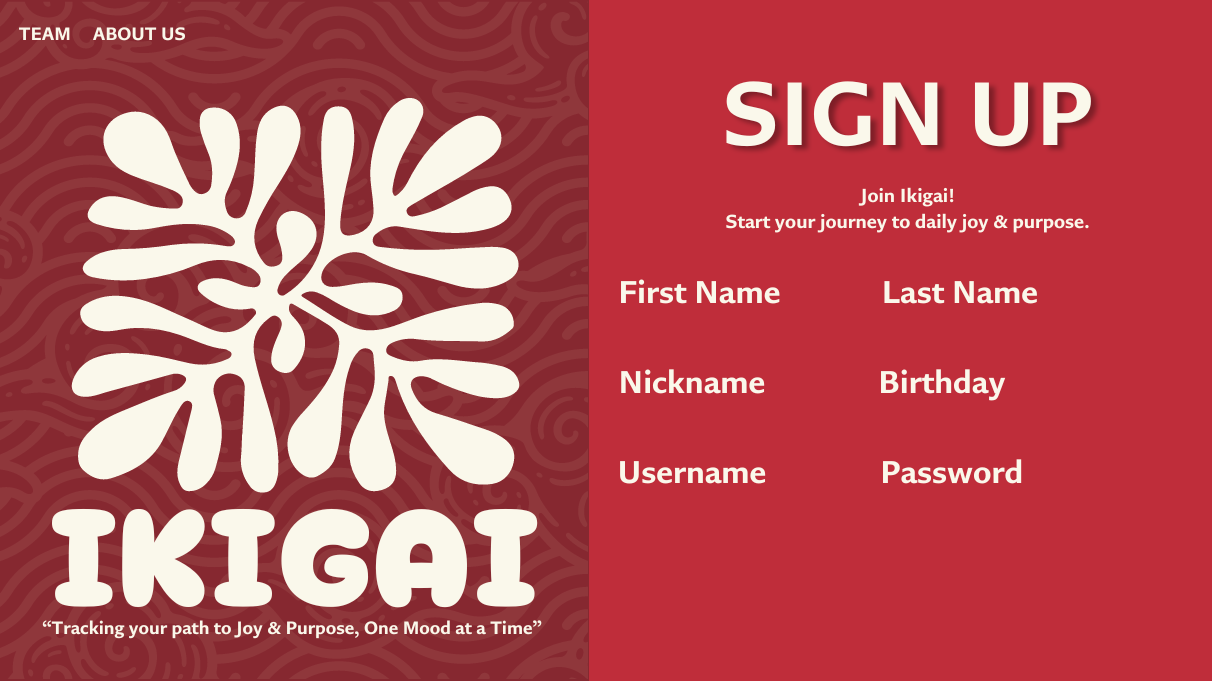 TEAM ABOUT US
IKIGAI
“Tracking your path to Joy & Purpose, One Mood at a Time”
SIGN UP
Join Ikigai!
Start your journey to daily joy & purpose.
First Name Last Name
Nickname Birthday
Username Password